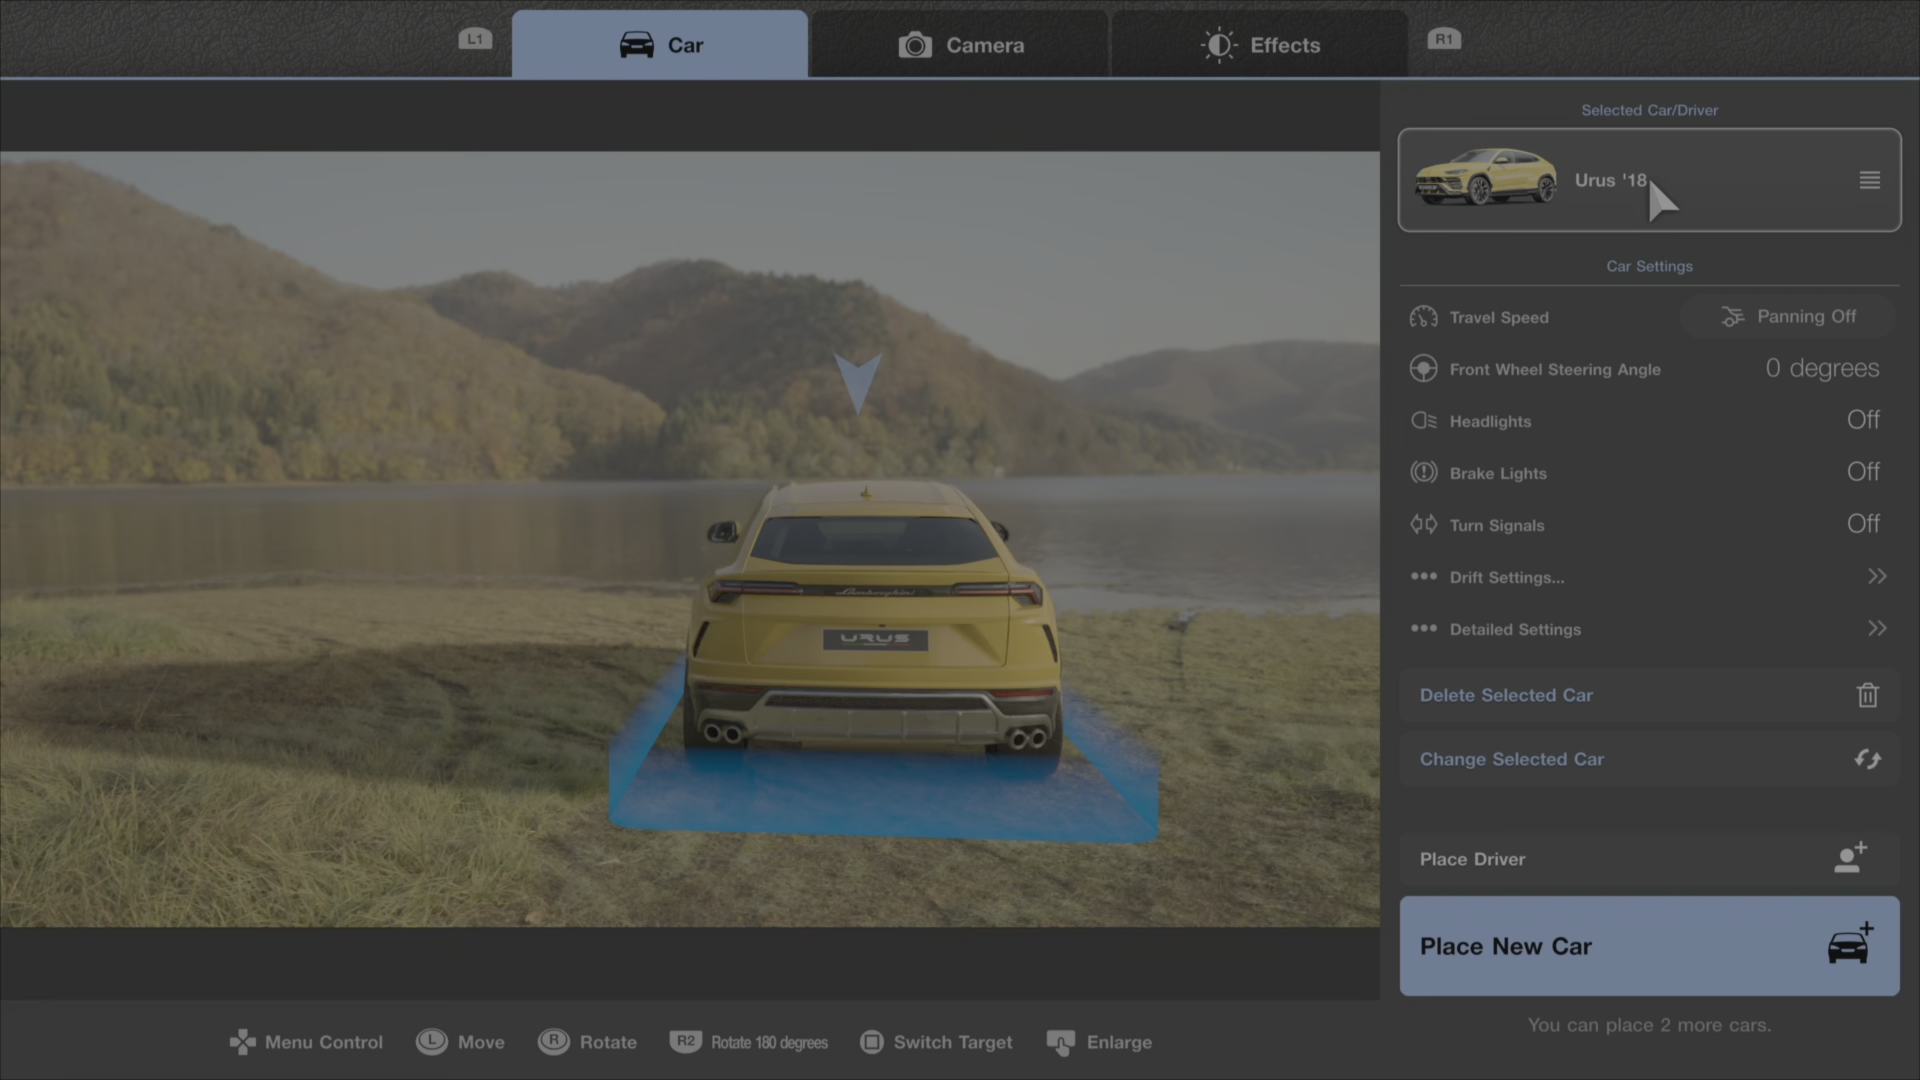 L1
Car
Camera
Effects
R1
Selected Car/Driver
Urus '18
Car Settings
Travel Speed
Panning Off
Front Wheel Steering Angle
0 degrees
Headlights
Off
Brake Lights
Off
Turn Signals
Off
Drift Settings...
Detailed Settings
Delete Selected Car
Change Selected Car
Place Driver
Place New Car
You can place 2 more cars.
Lamborghini
URUS
L
Menu Control
Move
R
Rotate
R2
Rotate 180 degrees
Switch Target
Enlarge